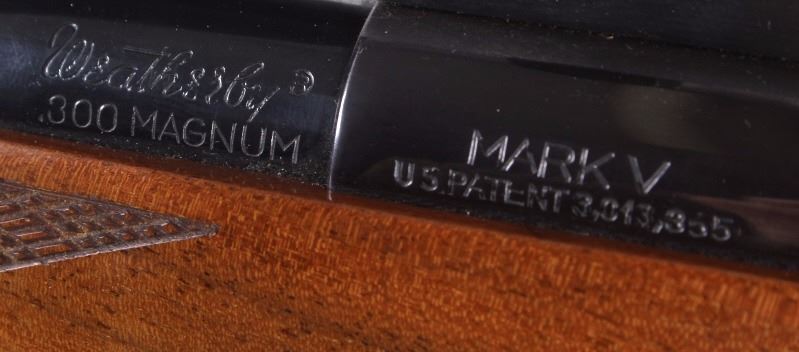 Weatherby®
.300 MAGNUM
MARK V
U.S. PATENT 3,013,355